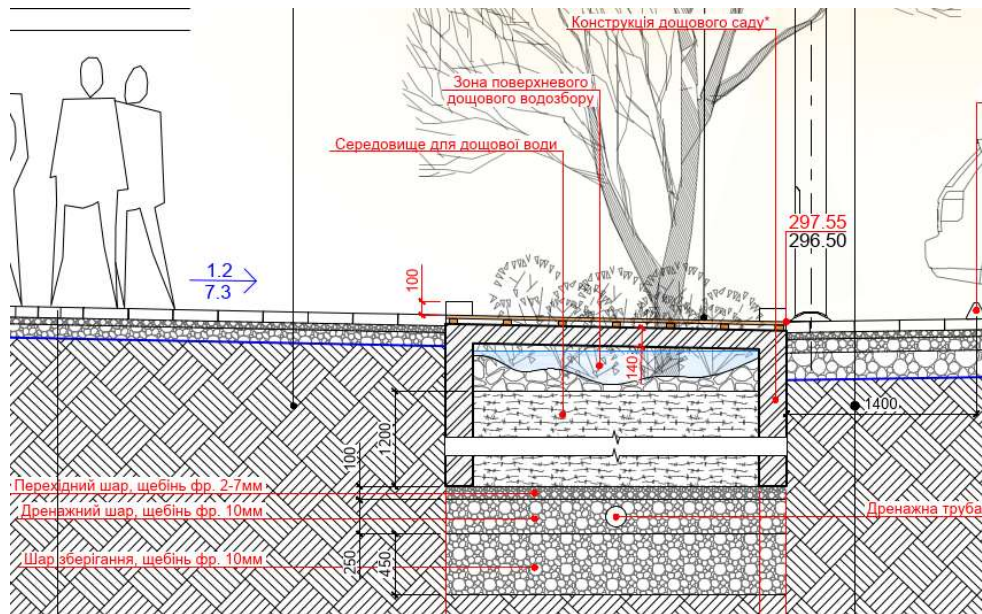 Конструкція дощового саду*
Зона поверхневого
дощового водозбору
Середовище для дощової води
297.55
296.50
1.2
7.3
100
140
1400
1200
100
Перехідний шар, щебінь фр. 2-7мм
Дренажний шар, щебінь фр. 10мм
Дренажна труба
Шар зберігання, щебінь фр. 10мм
250
450